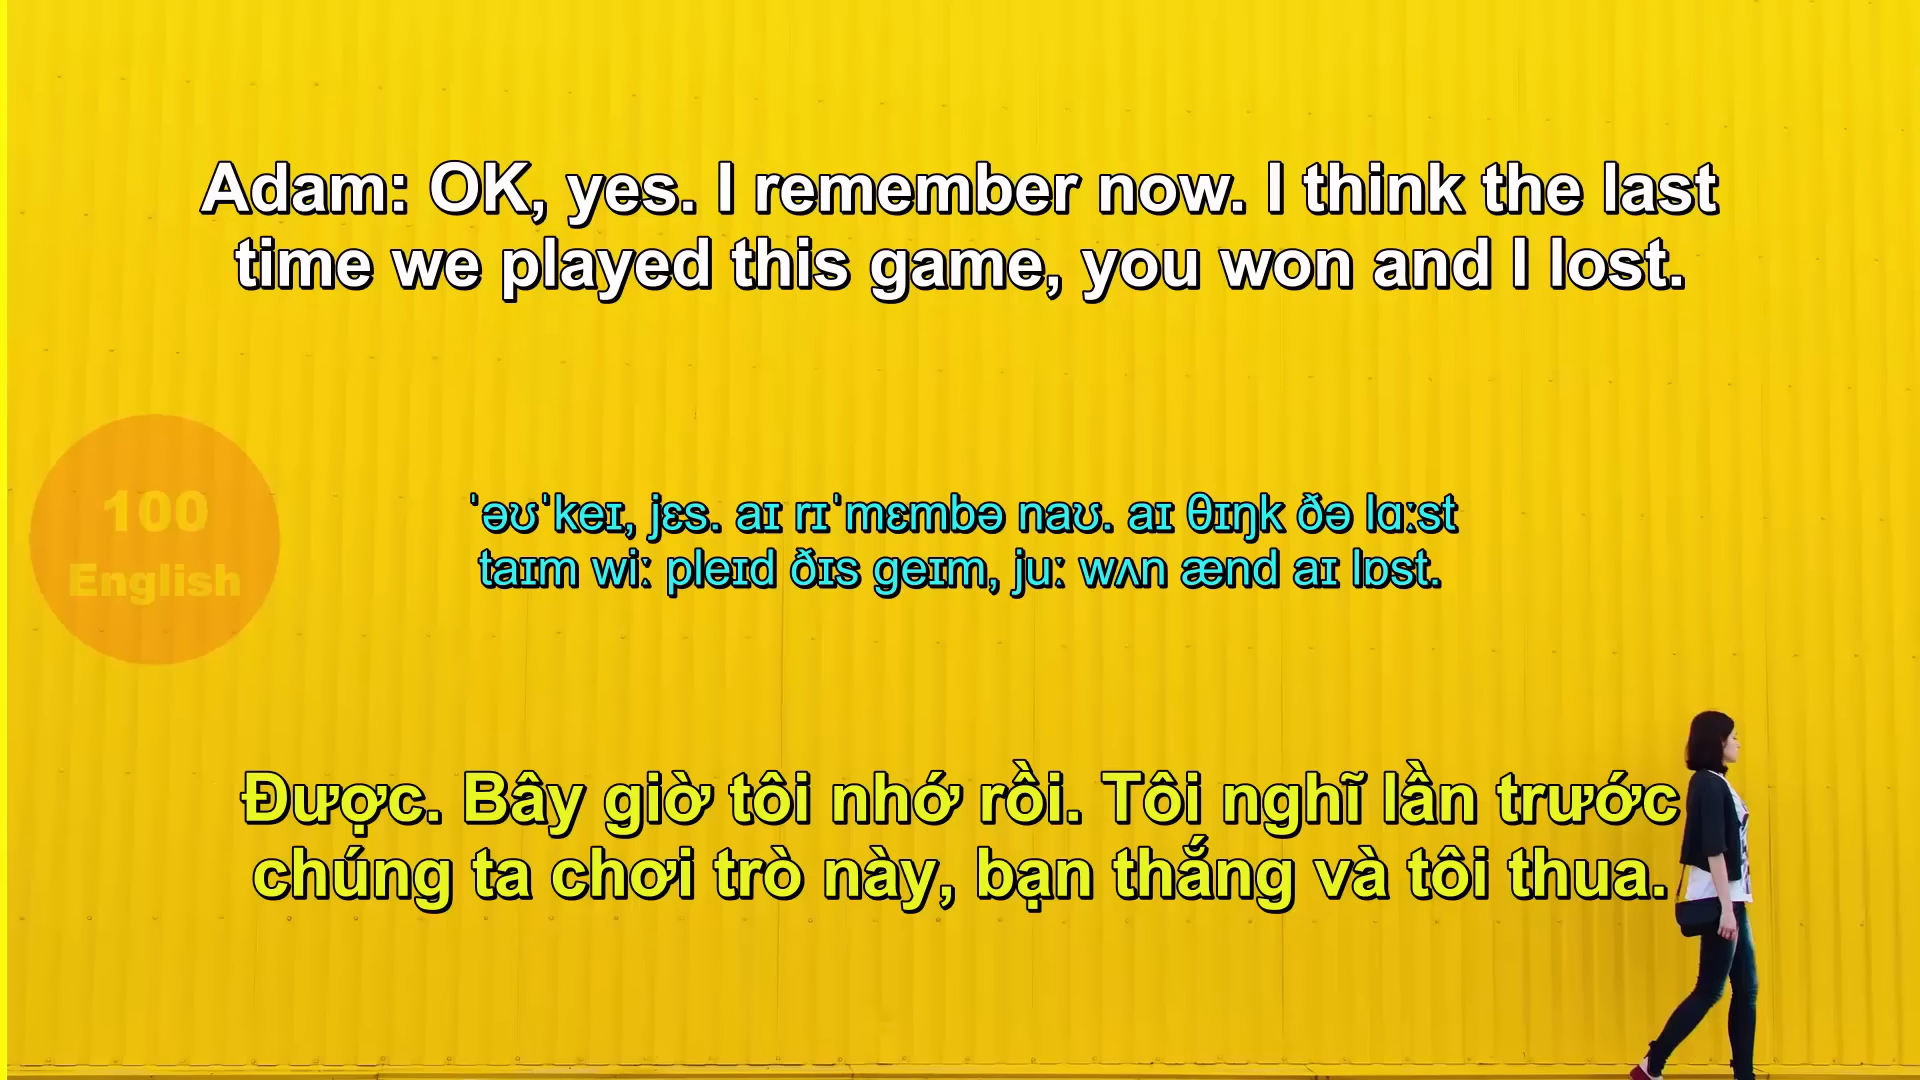 Adam: OK, yes. I remember now. I think the last
time we played this game, you won and I lost.
100
English
ˈəʊˈkeɪ, jɛs. aɪ rɪˈmɛmbə naʊ. aɪ θɪŋk ðə lɑːst
taɪm wiː pleɪd ðɪs geɪm, juː wʌn ænd aɪ lɒst.
Được. Bây giờ tôi nhớ rồi. Tôi nghĩ lần trước
chúng ta chơi trò này, bạn thắng và tôi thua.